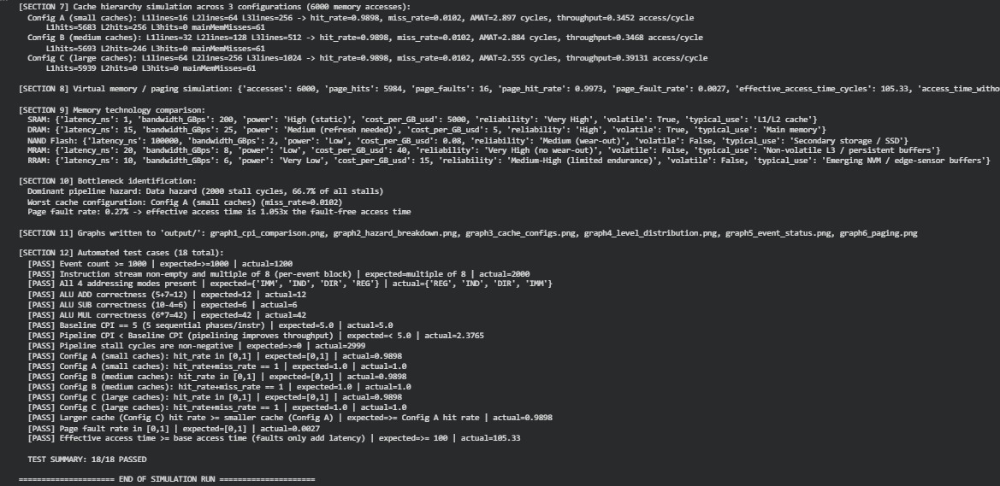 [SECTION 7] Cache hierarchy simulation across 3 configurations (6000 memory accesses):
Config A (small caches): L1lines=16 L2lines=64 L3lines=256 -> hit_rate=0.9898, miss_rate=0.0102, AMAT=2.897 cycles, throughput=0.3452 access/cycle
L1hits=5683 L2hits=256 L3hits=0 mainMemMisses=61
Config B (medium caches): L1lines=32 L2lines=128 L3lines=512 -> hit_rate=0.9898, miss_rate=0.0102, AMAT=2.884 cycles, throughput=0.3468 access/cycle
L1hits=5693 L2hits=246 L3hits=0 mainMemMisses=61
Config C (large caches): L1lines=64 L2lines=256 L3lines=1024 -> hit_rate=0.9898, miss_rate=0.0102, AMAT=2.555 cycles, throughput=0.39131 access/cycle
L1hits=5939 L2hits=0 L3hits=0 mainMemMisses=61
[SECTION 8] Virtual memory / paging simulation: {'accesses': 6000, 'page_hits': 5984, 'page_faults': 16, 'page_hit_rate': 0.9973, 'page_fault_rate': 0.0027, 'effective_access_time_cycles': 105.33, 'access_time_witho
[SECTION 9] Memory technology comparison:
SRAM: {'latency_ns': 1, 'bandwidth_GBps': 200, 'power': 'High (static)', 'cost_per_GB_usd': 5000, 'reliability': 'Very High', 'volatile': True, 'typical_use': 'L1/L2 cache'}
DRAM: {'latency_ns': 15, 'bandwidth_GBps': 25, 'power': 'Medium (refresh needed)', 'cost_per_GB_usd': 5, 'reliability': 'High', 'volatile': True, 'typical_use': 'Main memory'}
NAND Flash: {'latency_ns': 100000, 'bandwidth_GBps': 2, 'power': 'Low', 'cost_per_GB_usd': 0.08, 'reliability': 'Medium (wear-out)', 'volatile': False, 'typical_use': 'Secondary storage / SSD'}
MRAM: {'latency_ns': 20, 'bandwidth_GBps': 8, 'power': 'Low', 'cost_per_GB_usd': 40, 'reliability': 'Very High (no wear-out)', 'volatile': False, 'typical_use': 'Non-volatile L3 / persistent buffers'}
RRAM: {'latency_ns': 10, 'bandwidth_GBps': 6, 'power': 'Very Low', 'cost_per_GB_usd': 15, 'reliability': 'Medium-High (limited endurance)', 'volatile': False, 'typical_use': 'Emerging NVM / edge-sensor buffers'}
[SECTION 10] Bottleneck identification:
Dominant pipeline hazard: Data hazard (2000 stall cycles, 66.7% of all stalls)
Worst cache configuration: Config A (small caches) (miss_rate=0.0102)
Page fault rate: 0.27% -> effective access time is 1.053x the fault-free access time
[SECTION 11] Graphs written to 'output/': graph1_cpi_comparison.png, graph2_hazard_breakdown.png, graph3_cache_configs.png, graph4_level_distribution.png, graph5_event_status.png, graph6_paging.png
[SECTION 12] Automated test cases (18 total):
[PASS] Event count >= 1000 | expected=>=1000 | actual=1200
[PASS] Instruction stream non-empty and multiple of 8 (per-event block) | expected=multiple of 8 | actual=2000
[PASS] All 4 addressing modes present | expected={'IMM', 'IND', 'DIR', 'REG'} | actual={'REG', 'IND', 'DIR', 'IMM'}
[PASS] ALU ADD correctness (5+7=12) | expected=12 | actual=12
[PASS] ALU SUB correctness (10-4=6) | expected=6 | actual=6
[PASS] ALU MUL correctness (6*7=42) | expected=42 | actual=42
[PASS] Baseline CPI == 5 (5 sequential phases/instr) | expected=5.0 | actual=5.0
[PASS] Pipeline CPI < Baseline CPI (pipelining improves throughput) | expected=< 5.0 | actual=2.3765
[PASS] Pipeline stall cycles are non-negative | expected=>=0 | actual=2999
[PASS] Config A (small caches): hit_rate in [0,1] | expected=[0,1] | actual=0.9898
[PASS] Config A (small caches): hit_rate+miss_rate == 1 | expected=1.0 | actual=1.0
[PASS] Config B (medium caches): hit_rate in [0,1] | expected=[0,1] | actual=0.9898
[PASS] Config B (medium caches): hit_rate+miss_rate == 1 | expected=1.0 | actual=1.0
[PASS] Config C (large caches): hit_rate in [0,1] | expected=[0,1] | actual=0.9898
[PASS] Config C (large caches): hit_rate+miss_rate == 1 | expected=1.0 | actual=1.0
[PASS] Larger cache (Config C) hit rate >= smaller cache (Config A) | expected=>= Config A hit rate | actual=0.9898
[PASS] Page fault rate in [0,1] | expected=[0,1] | actual=0.0027
[PASS] Effective access time >= base access time (faults only add latency) | expected=>= 100 | actual=105.33
TEST SUMMARY: 18/18 PASSED
===================== END OF SIMULATION RUN =====================